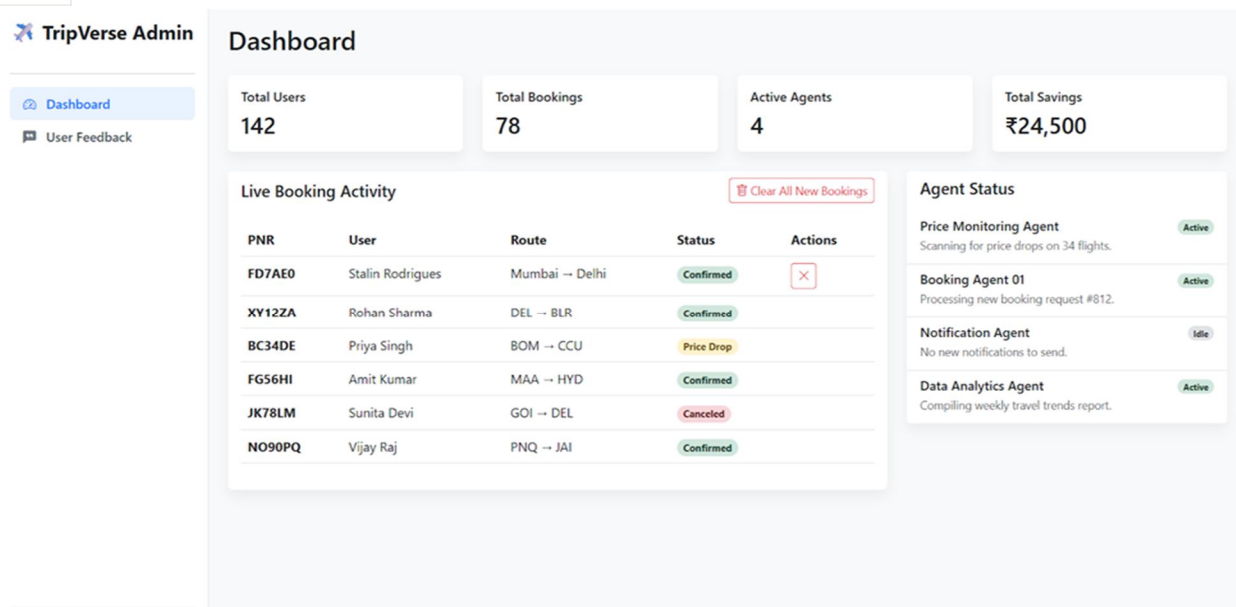 TripVerse Admin
Dashboard
User Feedback
Dashboard
Total Users
142
Total Bookings
78
Active Agents
4
Total Savings
₹24,500
Live Booking Activity
Clear All New Bookings
PNR User Route Status Actions
FD7AE0 Stalin Rodrigues Mumbai → Delhi Confirmed
XY12ZA Rohan Sharma DEL → BLR Confirmed
BC34DE Priya Singh BOM → CCU Price Drop
FG56HI Amit Kumar MAA → HYD Confirmed
JK78LM Sunita Devi GOI → DEL Canceled
NO90PQ Vijay Raj PNQ → JAI Confirmed
Agent Status
Price Monitoring Agent Active
Scanning for price drops on 34 flights.
Booking Agent 01 Active
Processing new booking request #812.
Notification Agent Idle
No new notifications to send.
Data Analytics Agent Active
Compiling weekly travel trends report.